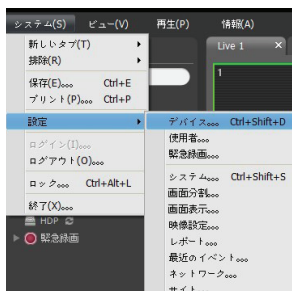 システム(S) ビュー(V) 再生(P) 情報(A)
新しいタブ(T)
排除(R)
保存(E)... Ctrl+E
プリント(P)... Ctrl+P
設定
ログイン(I)...
ログアウト(O)...
ロック... Ctrl+Alt+L
終了(X)...
HDP
緊急録画
Live 1 ×
1
デバイス... Ctrl+Shift+D
使用者...
緊急録画...
システム... Ctrl+Shift+S
画面分割...
画面表示...
映像設定...
レポート...
最近のイベント...
ネットワーク...
サイト